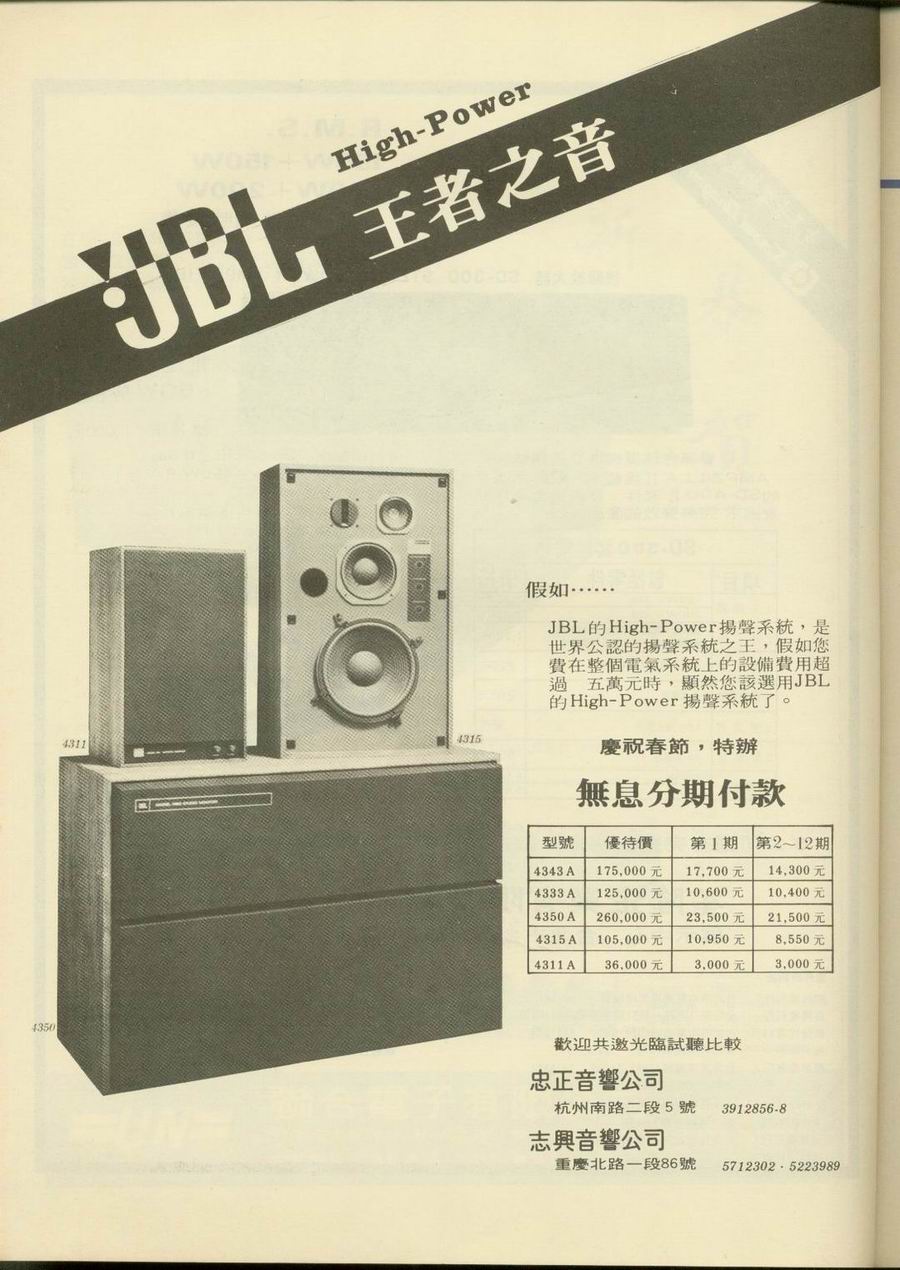 High-Power
JBL 王者之音
假如……
JBL的High-Power揚聲系統，是
世界公認的揚聲系統之王，假如您
費在整個電氣系統上的設備費用超
過　五萬元時，顯然您該選用JBL
的High-Power 揚聲系統了。
4311
4315
慶祝春節，特辦
無息分期付款
型號 優待價 第1期 第2～12期
4343A 175,000元 17,700元 14,300元
4333A 125,000元 10,600元 10,400元
4350A 260,000元 23,500元 21,500元
4315A 105,000元 10,950元 8,550元
4311A 36,000元 3,000元 3,000元
4350
歡迎共邀光臨試聽比較
忠正音響公司
杭州南路二段5號 3912856-8
志興音響公司
重慶北路一段86號 5712302．5223989